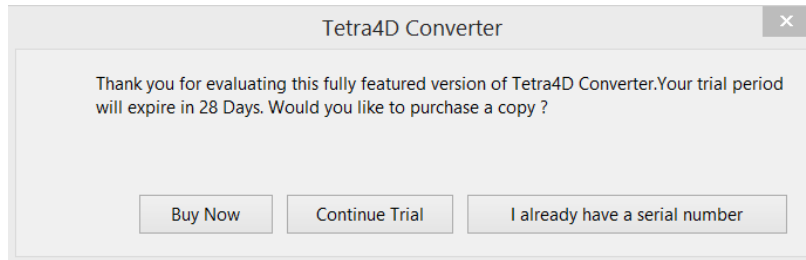 Tetra4D Converter
Thank you for evaluating this fully featured version of Tetra4D Converter.Your trial period
will expire in 28 Days. Would you like to purchase a copy ?
Buy Now
Continue Trial
I already have a serial number